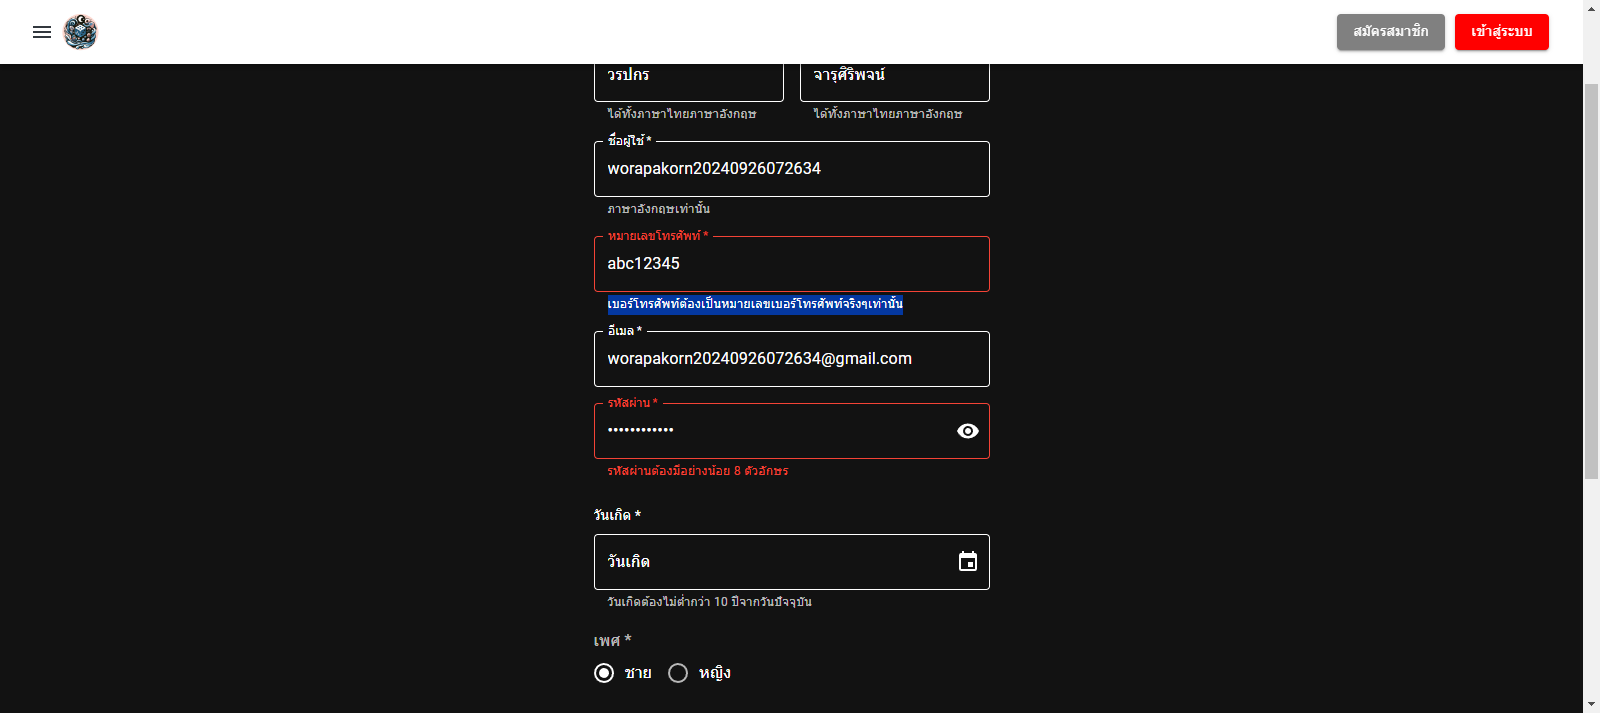 สมัครสมาชิก
เข้าสู่ระบบ
วรปกร
จารุศิริพจน์
ได้ทั้งภาษาไทยภาษาอังกฤษ
ได้ทั้งภาษาไทยภาษาอังกฤษ
ชื่อผู้ใช้ *
worapakorn20240926072634
ภาษาอังกฤษเท่านั้น
หมายเลขโทรศัพท์ *
abc12345
เบอร์โทรศัพท์ต้องเป็นหมายเลขเบอร์โทรศัพท์จริงๆเท่านั้น
อีเมล *
worapakorn20240926072634@gmail.com
รหัสผ่าน *
••••••••••••
รหัสผ่านต้องมีอย่างน้อย 8 ตัวอักษร
วันเกิด *
วันเกิด
วันเกิดต้องไม่ต่ำกว่า 10 ปีจากวันปัจจุบัน
เพศ *
ชาย
หญิง